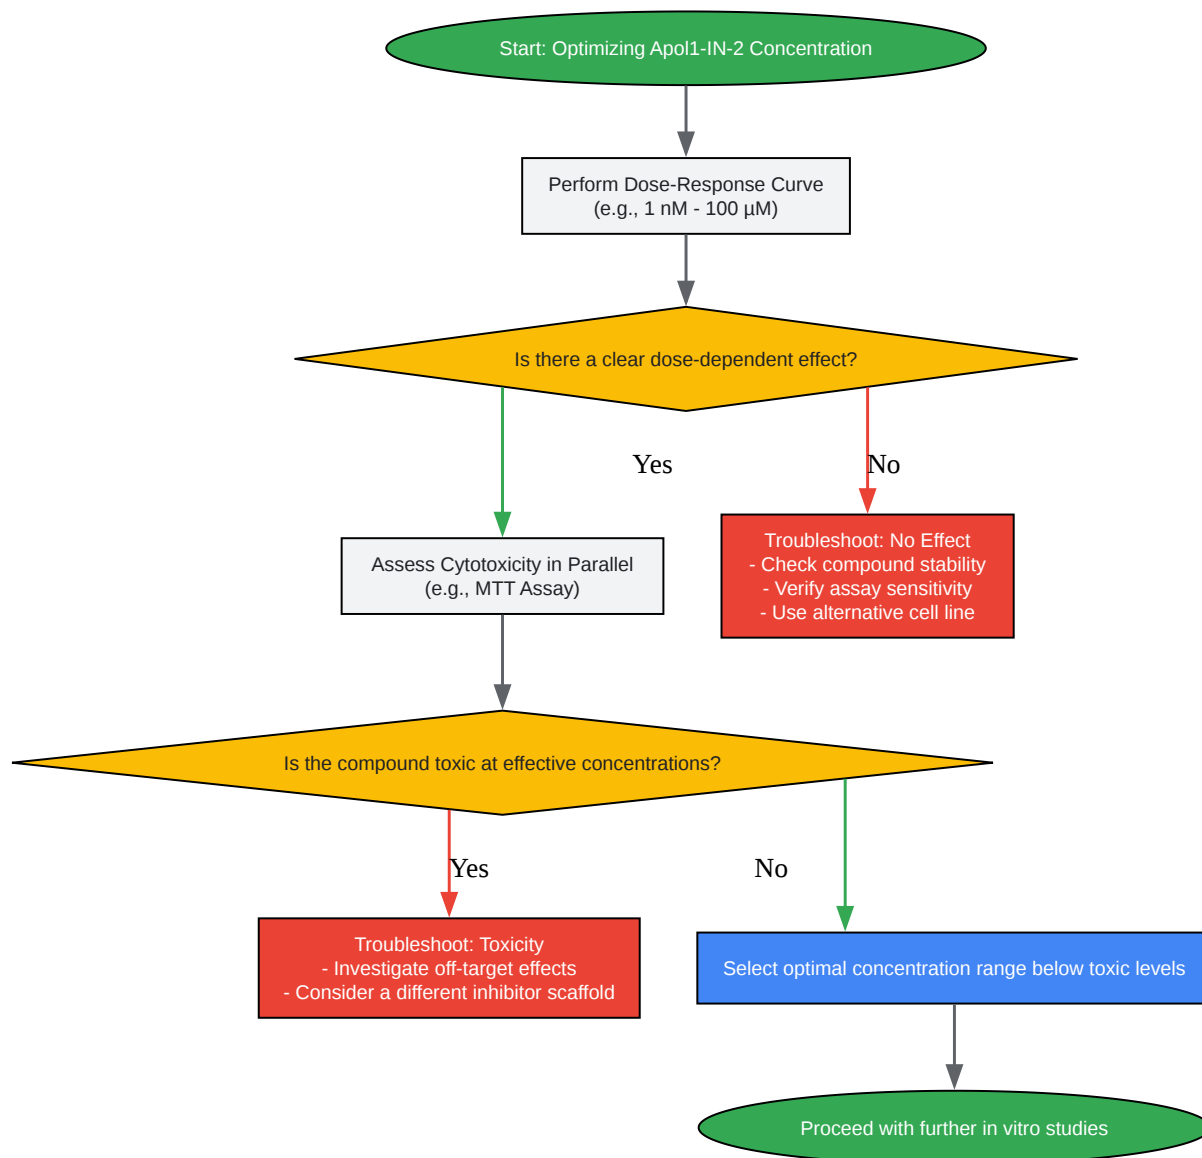 Start: Optimizing Apol1-IN-2 Concentration
Perform Dose-Response Curve
(e.g., 1 nM - 100 µM)
Is there a clear dose-dependent effect?
Yes
No
Assess Cytotoxicity in Parallel
(e.g., MTT Assay)
Troubleshoot: No Effect
- Check compound stability
- Verify assay sensitivity
- Use alternative cell line
Is the compound toxic at effective concentrations?
Yes
No
Troubleshoot: Toxicity
- Investigate off-target effects
- Consider a different inhibitor scaffold
Select optimal concentration range below toxic levels
Proceed with further in vitro studies